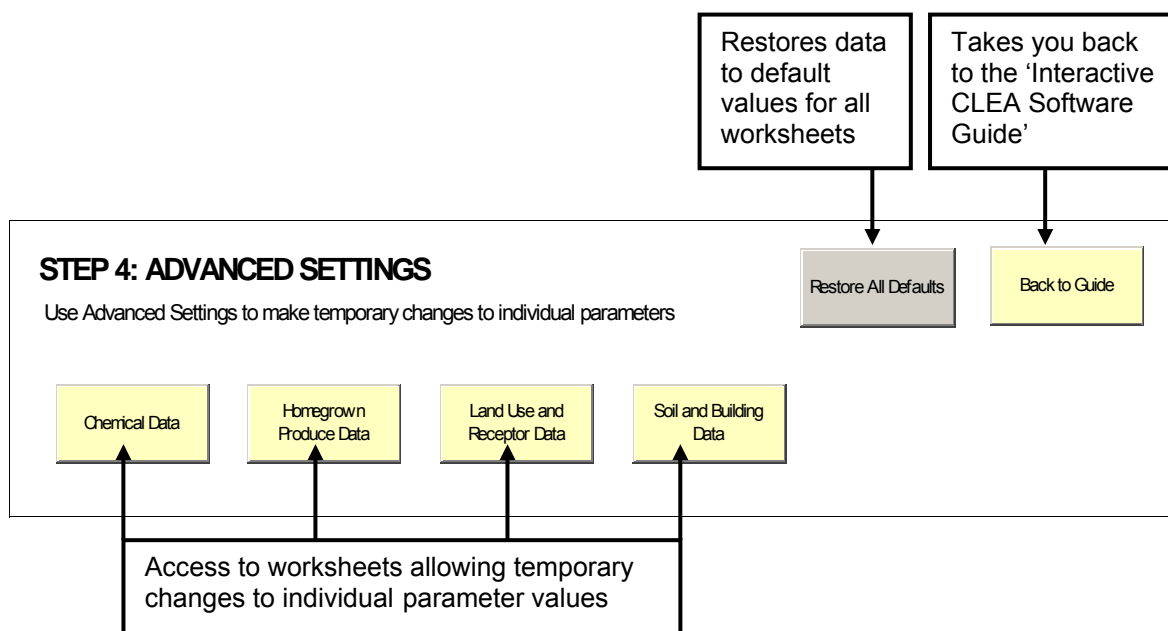 Restores data
to default
values for all
worksheets
Takes you back
to the ‘Interactive
CLEA Software
Guide’
STEP 4: ADVANCED SETTINGS
Use Advanced Settings to make temporary changes to individual parameters
Restore All Defaults
Back to Guide
Chemical Data
Homegrown
Produce Data
Land Use and
Receptor Data
Soil and Building
Data
Access to worksheets allowing temporary
changes to individual parameter values